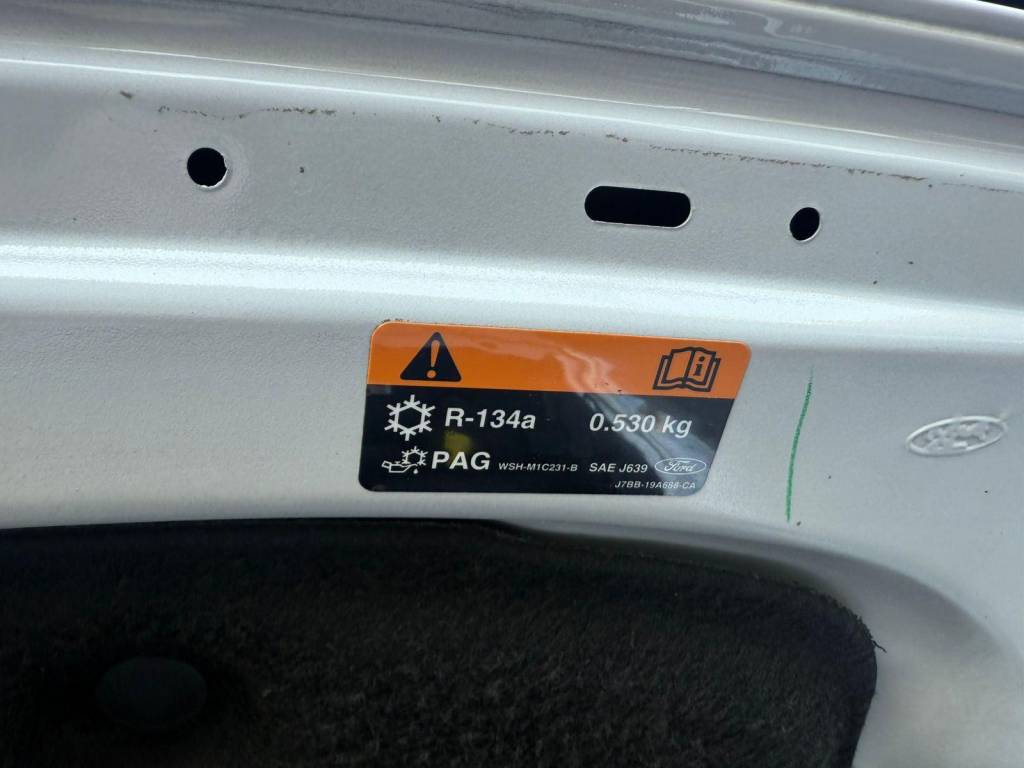 R-134a 0.530 kg
PAG WSH-M1C231-B SAE J639 Ford
J7BB-19A688-CA